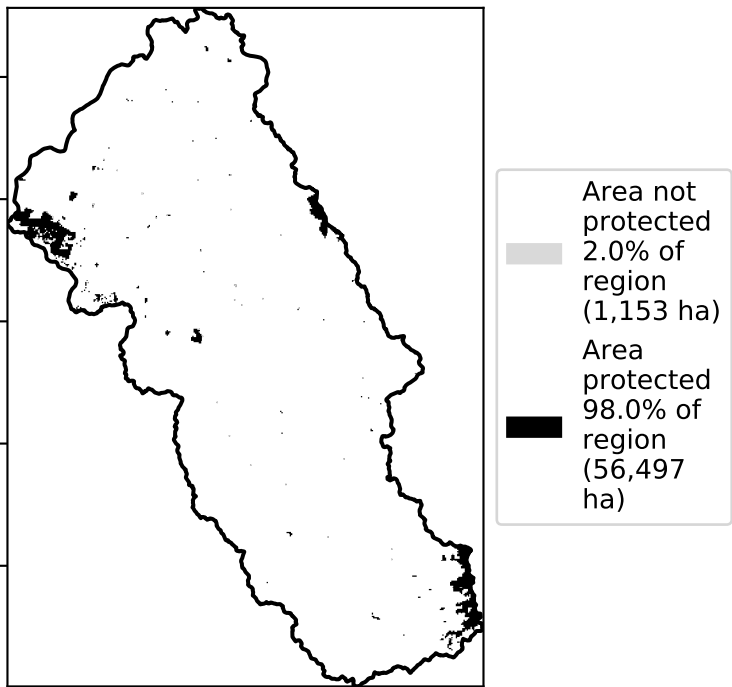 Area not
protected
2.0% of
region
(1,153 ha)
Area
protected
98.0% of
region
(56,497
ha)